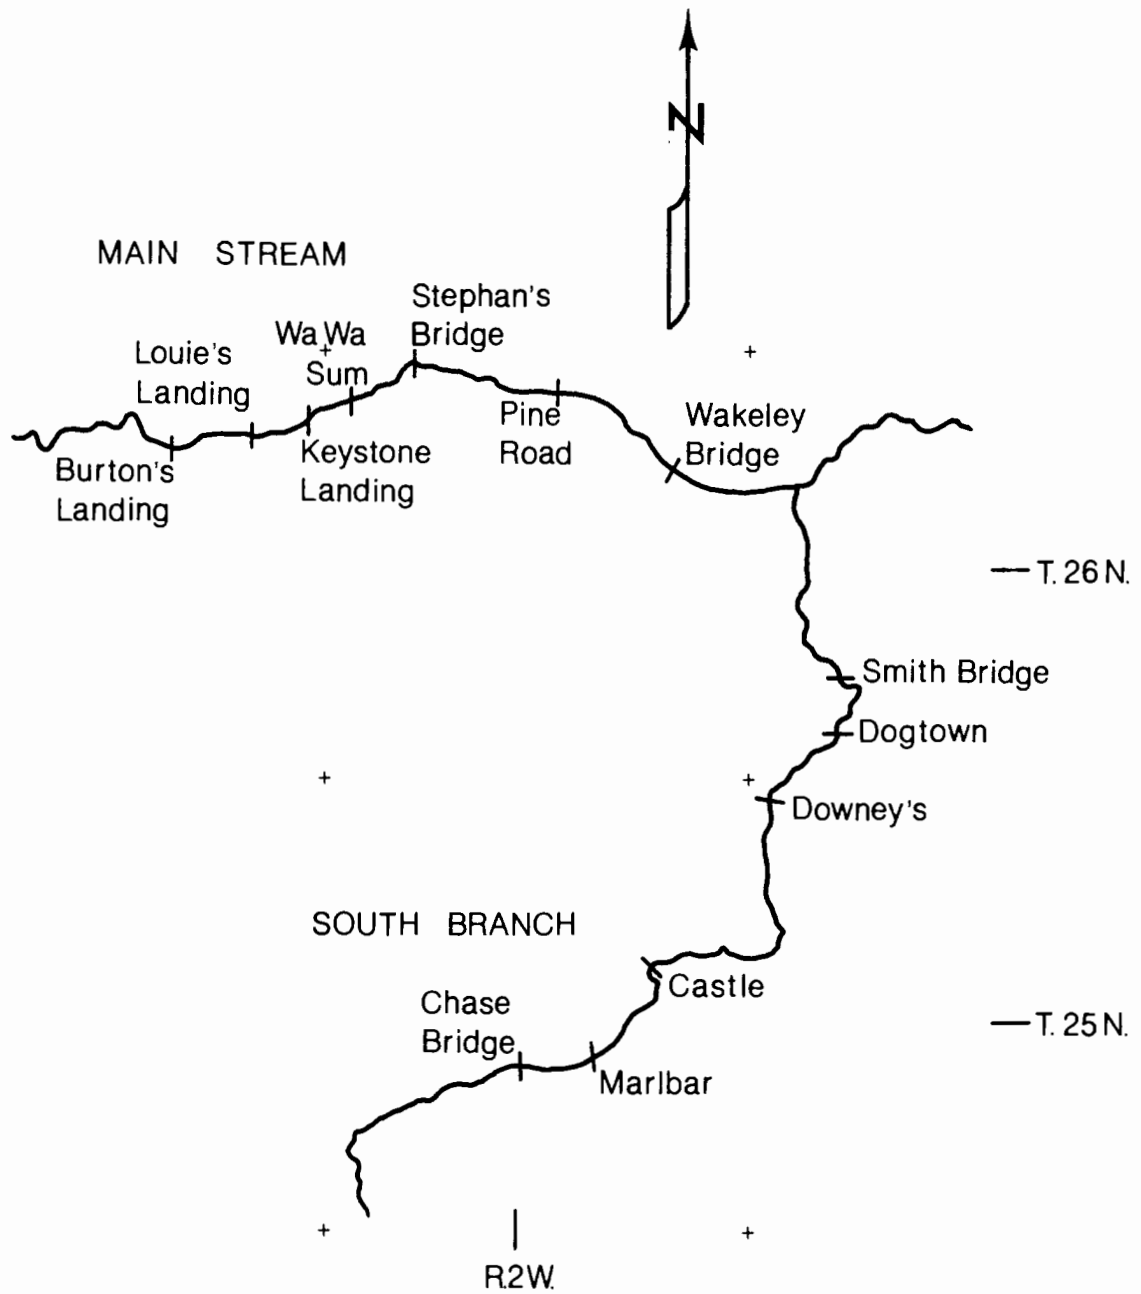 N
MAIN STREAM
Stephan's
Bridge
Wa Wa
Sum
Louie's
Landing
Burton's
Landing
Keystone
Landing
Pine
Road
Wakeley
Bridge
T. 26 N.
Smith Bridge
Dogtown
Downey's
SOUTH BRANCH
Castle
Chase
Bridge
Marlbar
T. 25 N.
R.2W.